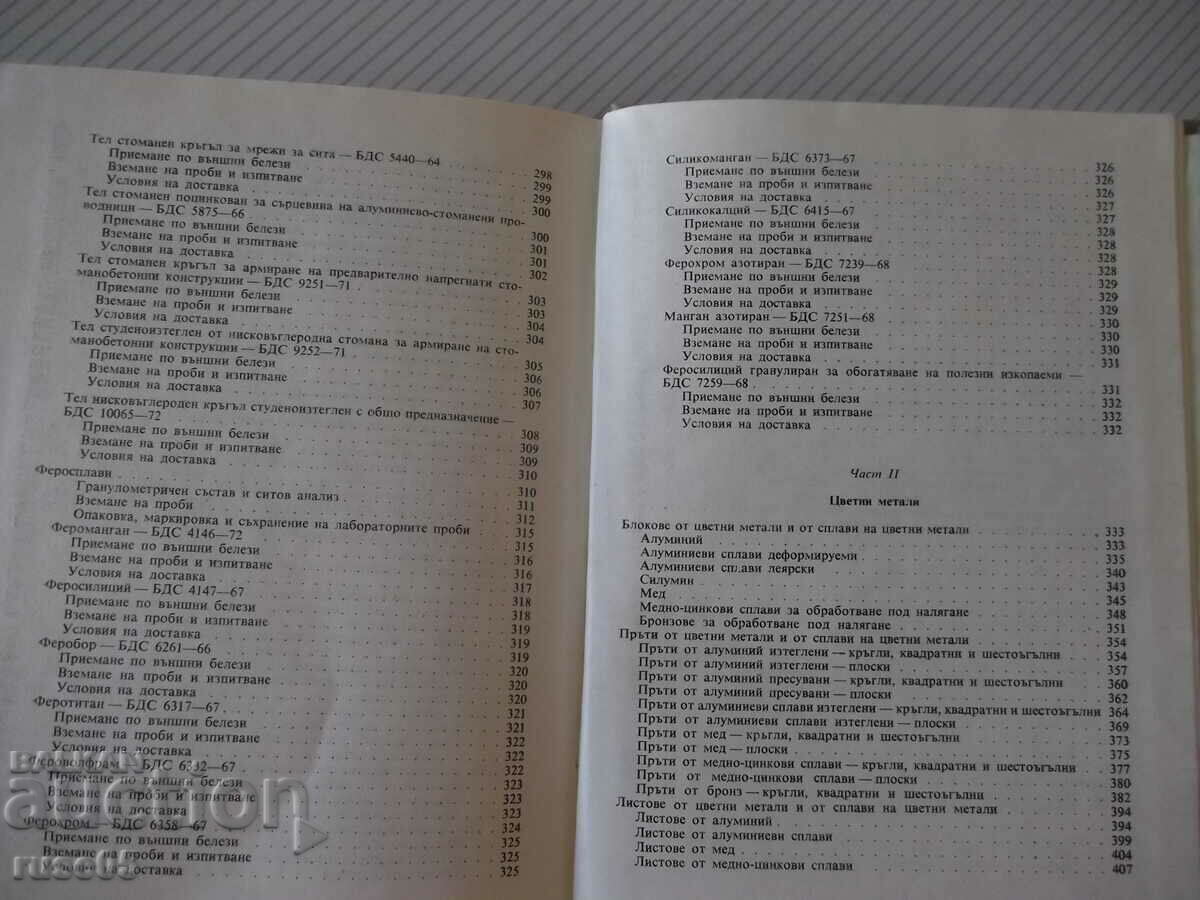 Тел стоманен кръгъл за мрежи за сита — БДС 5440—64
Приемане по външни белези . . . 298
Вземане на проби и изпитване . . . 299
Условия на доставка . . . 299
Тел стоманен поцинкован за сърцевина на алуминиево-стоманени про- 300
водници — БДС 5875—66
Приемане по външни белези . . . 300
Вземане на проби и изпитване . . . 301
Условия на доставка . . . 301
Тел стоманен кръгъл за армиране на предварително напрегнати сто- 302
манобетонни конструкции — БДС 9251—71 .
Приемане по външни белези . . . 303
Вземане на проби и изпитване . . . 303
Условия на доставка . . . 304
Тел студеноизтеглен от нисковъглеродна стомана за армиране на сто- 304
манобетонни конструкции — БДС 9252—71 .
Приемане по външни белези . . . 305
Вземане на проби и изпитване . . . 306
Условия на доставка . . . 306
307
Тел нисковъглероден кръгъл студеноизтеглен с общо предназначение —
БДС 10065—72 . . . 308
Приемане по външни белези . . . 309
Вземане на проби и изпитване . . . 309
Условия на доставка . . . 310
Феросплави . . . 310
Гранулометричен състав и ситов анализ . . . 311
Вземане на проби . . . 312
Опаковка, маркировка и съхранение на лабораторните проби . . 315
Фероманган — БДС 4146—72 . . . 315
Приемане по външни белези . . . 316
Вземане на проби и изпитване . . . 316
Условия на доставка . . . 317
Феросилиций — БДС 4147—67 . . . 318
Приемане по външни белези . . . 318
Вземане на проби и изпитване . . . 319
Условия на доставка . . . 319
Феробор — БДС 6261—66 . . . 319
Приемане по външни белези . . . 320
Вземане на проби и изпитване . . . 320
Условия на доставка . . . 320
Феротитан — БДС 6317—67 . . . 321
Приемане по външни белези . . . 321
Вземане на проби и изпитване . . . 322
Условия на доставка . . . 322
Фероволфрам — БДС 6332—67 . . . 322
Приемане по външни белези . . . 323
Вземане на проби и изпитване . . . 323
Условия на доставка . . . 324
Ферохром — БДС 6358—67 . . . 325
Приемане по външни белези . . . 325
Вземане на проби и изпитване . . . 325
Условия на доставка
Силикоманган — БДС 6373—67 . . . 326
Приемане по външни белези . . . 326
Вземане на проби и изпитване . . . 326
Условия на доставка . . . 327
Силикокалций — БДС 6415—67 . . . 327
Приемане по външни белези . . . 328
Вземане на проби и изпитване . . . 328
Условия на доставка . . . 328
Ферохром азотиран — БДС 7239—68 . . . 328
Приемане по външни белези . . . 329
Вземане на проби и изпитване . . . 329
Условия на доставка . . . 330
Манган азотиран — БДС 7251—68 . . . 330
Приемане по външни белези . . . 330
Вземане на проби и изпитване . . . 331
Условия на доставка
Феросилиций гранулиран за обогатяване на полезни изкопаеми —
БДС 7259—68 . . . 331
Приемане по външни белези . . . 332
Вземане на проби и изпитване . . . 332
Условия на доставка . . . 332
Част II
Цветни метали
Блокове от цветни метали и от сплави на цветни метали . . . 333
Алуминий . . . 333
Алуминиеви сплави деформируеми . . . 335
Алуминиеви сплави леярски . . . 340
Силумин . . . 343
Мед . . . 345
Медно-цинкови сплави за обработване под налягане . . . 348
Бронзове за обработване под налягане . . . 351
Пръти от цветни метали и от сплави на цветни метали . . . 354
Пръти от алуминий изтеглени — кръгли, квадратни и шестоъгълни . 354
Пръти от алуминий изтеглени — плоски . . . 357
Пръти от алуминий пресувани — кръгли, квадратни и шестоъгълни 360
Пръти от алуминий пресувани — плоски . . . 362
Пръти от алуминиеви сплави изтеглени — кръгли, квадратни и шестоъгълни 364
Пръти от алуминиеви сплави изтеглени — плоски . . . 369
Пръти от мед — кръгли, квадратни и шестоъгълни . . . 373
Пръти от мед — плоски . . . 375
Пръти от медно-цинкови сплави — кръгли, квадратни и шестоъгълни 377
Пръти от медно-цинкови сплави — плоски . . . 380
Пръти от бронз — кръгли, квадратни и шестоъгълни . . . 382
Листове от цветни метали и от сплави на цветни метали . . . 394
Листове от алуминий . . . 394
Листове от алуминиеви сплави . . . 399
Листове от мед . . . 404
Листове от медно-цинкови сплави . . . 407
BALKAN
auction